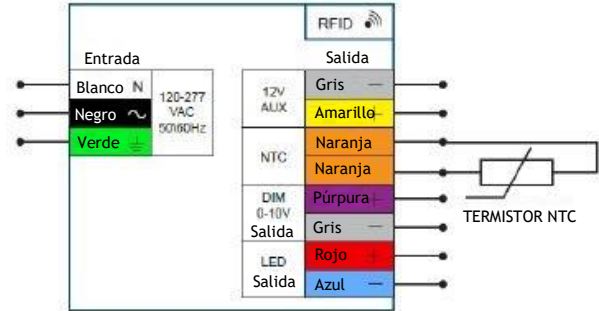 RFID
Entrada
Salida
Blanco N
Negro ~
Verde
120-277
VAC
50\60Hz
12V
AUX
Gris —
Amarillo +
NTC
Naranja
Naranja
DIM
0-10V
Salida
Púrpura +
Gris —
LED
Salida
Rojo +
Azul —
TERMISTOR NTC